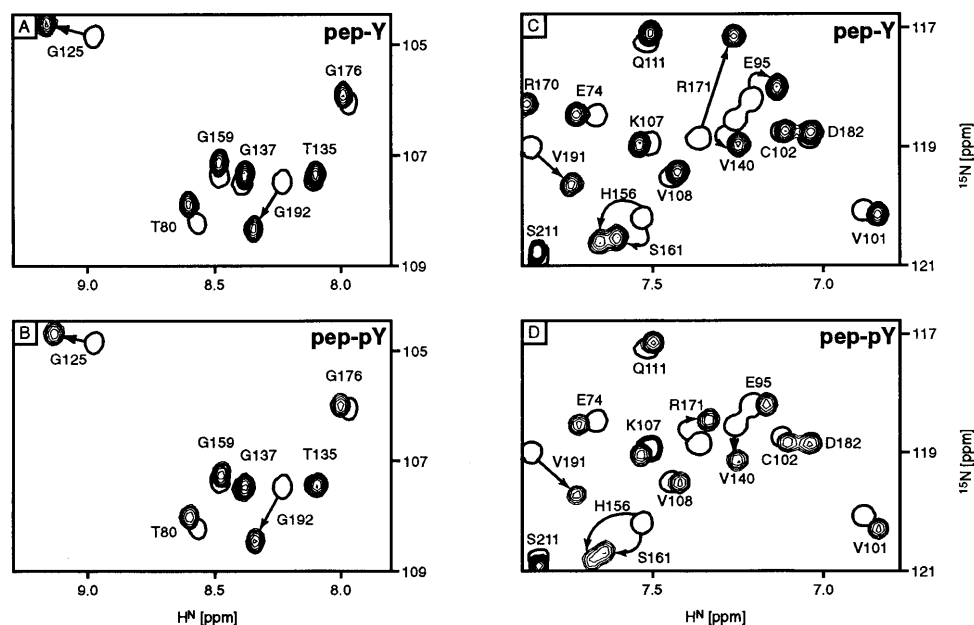 A
pep-Y
G125
G176
G159
G137
T135
T80
G192
105
107
109
9.0
8.5
8.0
C
pep-Y
Q111
R170
E74
R171
E95
K107
V191
V140
C102
D182
V108
H156
S211
S161
V101
117
119
121
15N [ppm]
7.5
7.0
B
pep-pY
G125
G176
G159
G137
T135
T80
G192
105
107
109
9.0
8.5
8.0
HN [ppm]
D
pep-pY
Q111
E74
R171
E95
K107
V191
V140
C102
D182
V108
H156
S211
S161
V101
117
119
121
15N [ppm]
7.5
7.0
HN [ppm]